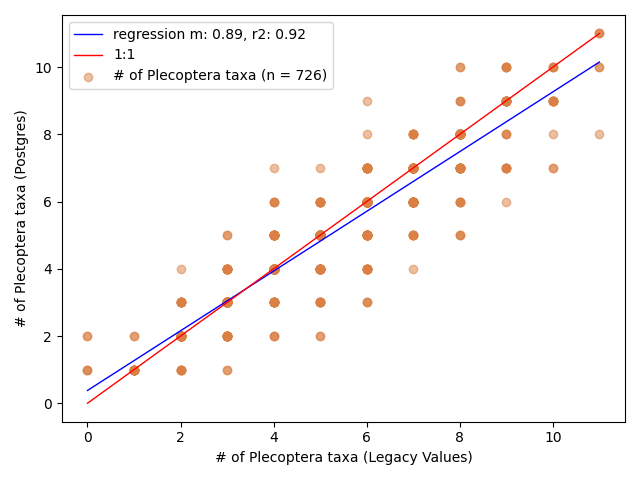 regression m: 0.89, r2: 0.92
1:1
# of Plecoptera taxa (n = 726)
10
8
6
4
2
0
# of Plecoptera taxa (Postgres)
0 2 4 6 8 10
# of Plecoptera taxa (Legacy Values)